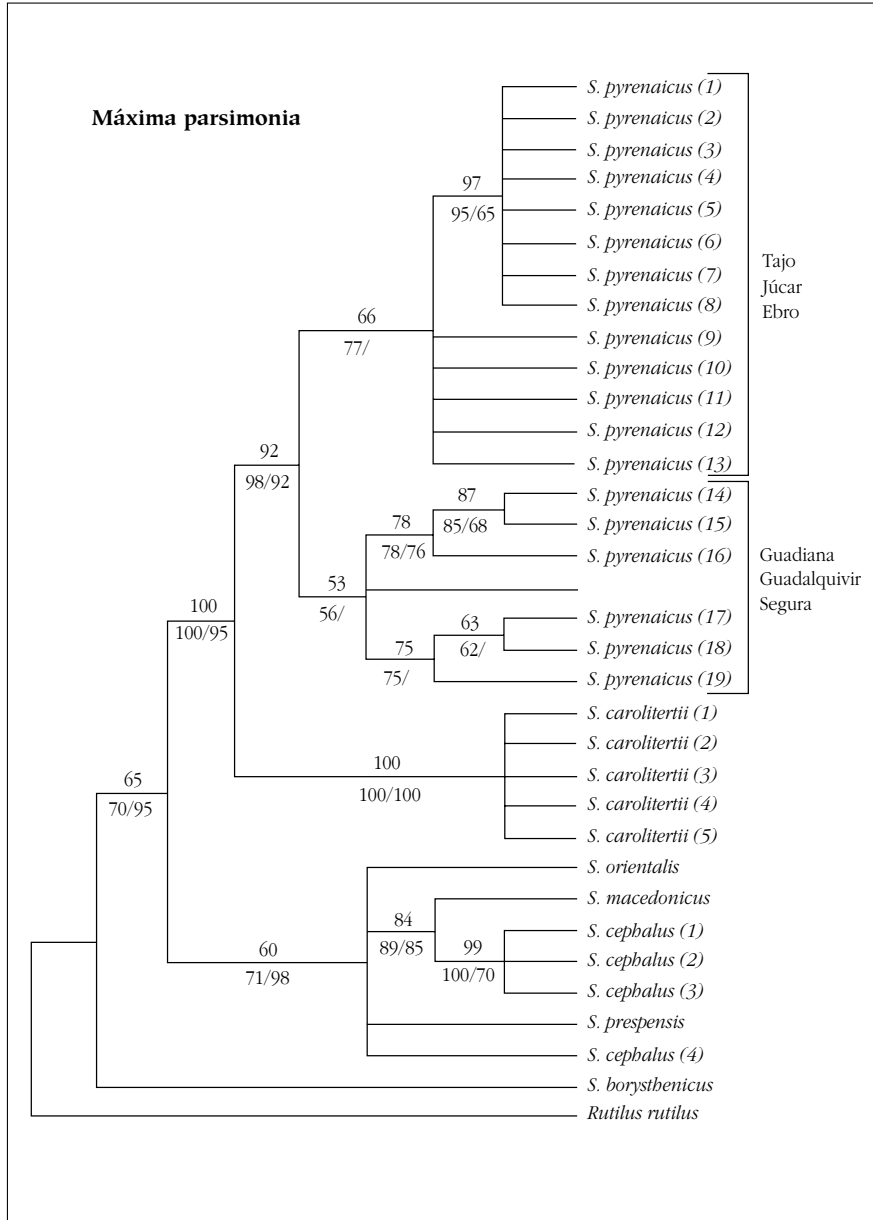 Máxima parsimonia
S. pyrenaicus (1)
S. pyrenaicus (2)
S. pyrenaicus (3)
97
S. pyrenaicus (4)
95/65
S. pyrenaicus (5)
S. pyrenaicus (6)
S. pyrenaicus (7)
S. pyrenaicus (8)
Tajo
Júcar
Ebro
66
77/
S. pyrenaicus (9)
S. pyrenaicus (10)
S. pyrenaicus (11)
S. pyrenaicus (12)
92
98/92
S. pyrenaicus (13)
87
85/68
S. pyrenaicus (14)
S. pyrenaicus (15)
78
78/76
S. pyrenaicus (16)
Guadiana
Guadalquivir
Segura
53
56/
100
100/95
63
62/
S. pyrenaicus (17)
75
75/
S. pyrenaicus (18)
S. pyrenaicus (19)
S. carolitertii (1)
S. carolitertii (2)
100
100/100
S. carolitertii (3)
65
70/95
S. carolitertii (4)
S. carolitertii (5)
S. orientalis
S. macedonicus
84
89/85
S. cephalus (1)
60
71/98
99
100/70
S. cephalus (2)
S. cephalus (3)
S. prespensis
S. cephalus (4)
S. borysthenicus
Rutilus rutilus